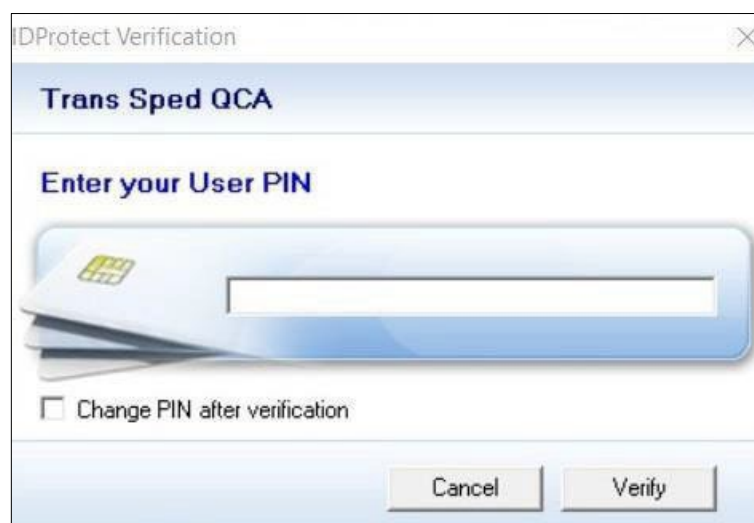 IDProtect Verification
Trans Sped QCA
Enter your User PIN
Change PIN after verification
Cancel
Verify